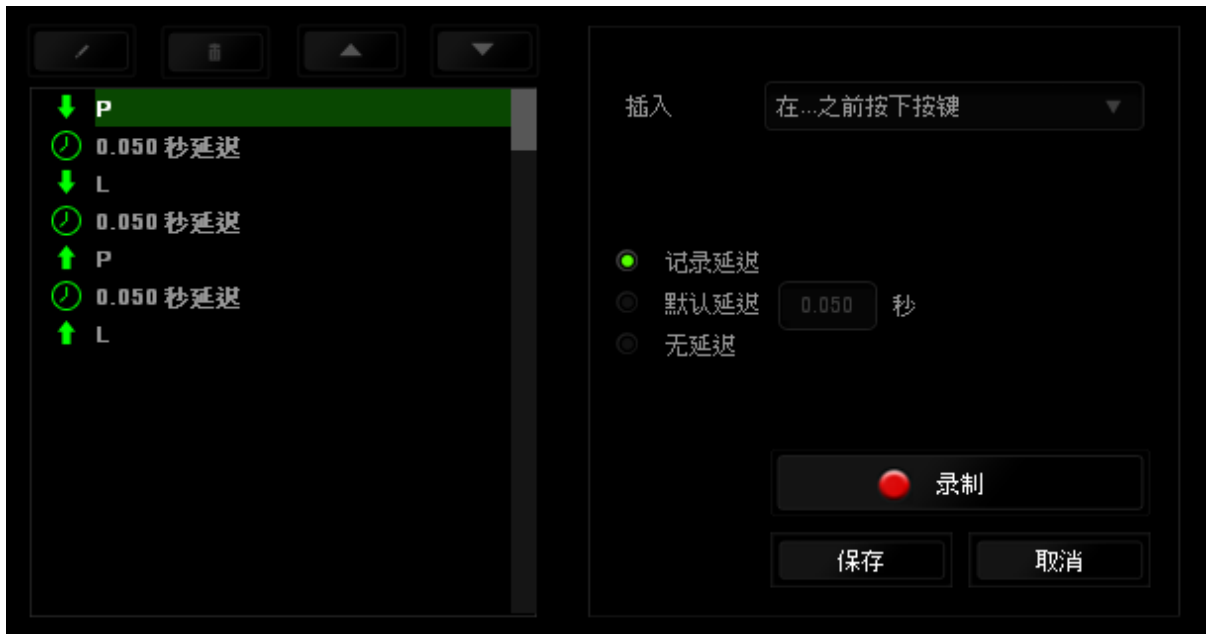 P
0.050 秒延迟
L
0.050 秒延迟
P
0.050 秒延迟
L
插入 在...之前按下按键
记录延迟
默认延迟 0.050 秒
无延迟
录制
保存 取消